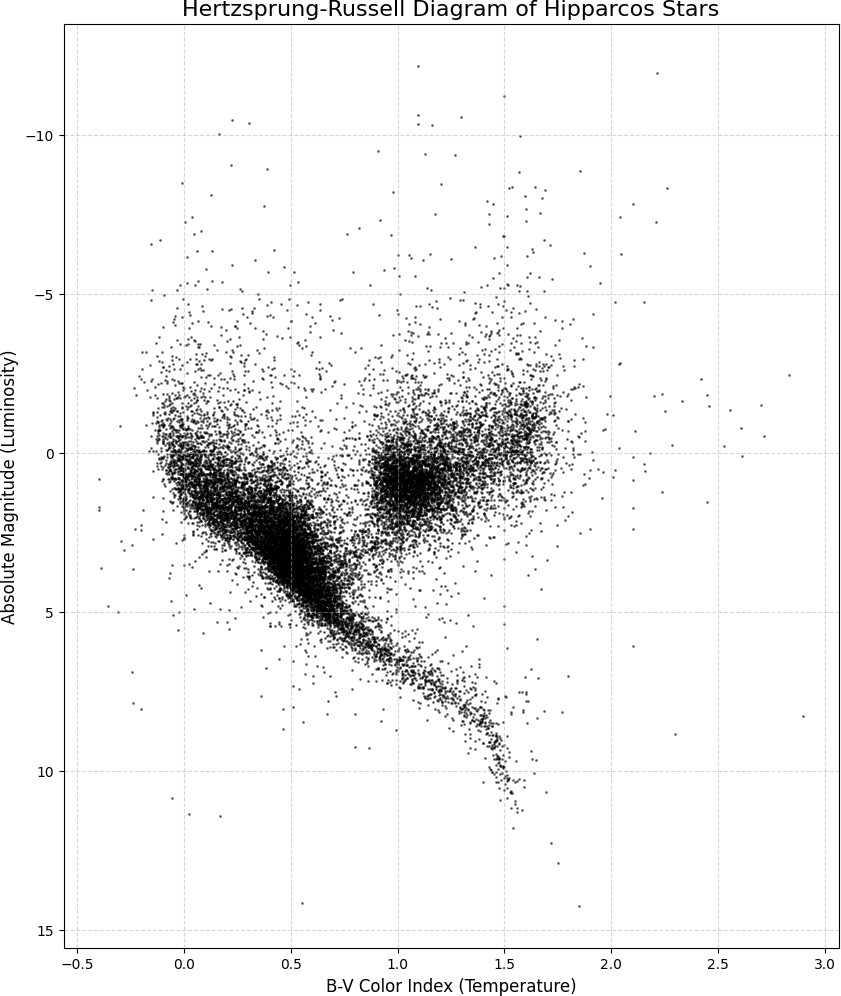 Hertzsprung-Russell Diagram of Hipparcos Stars
Absolute Magnitude (Luminosity)
−10
−5
0
5
10
15
−0.5 0.0 0.5 1.0 1.5 2.0 2.5 3.0
B-V Color Index (Temperature)